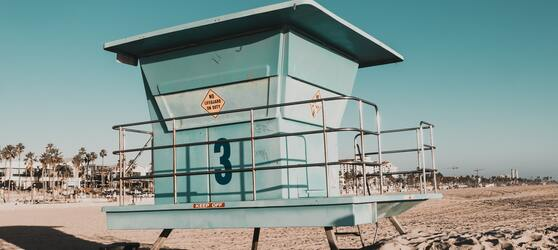 NO
LIFEGUARD
ON DUTY
3
KEEP OFF